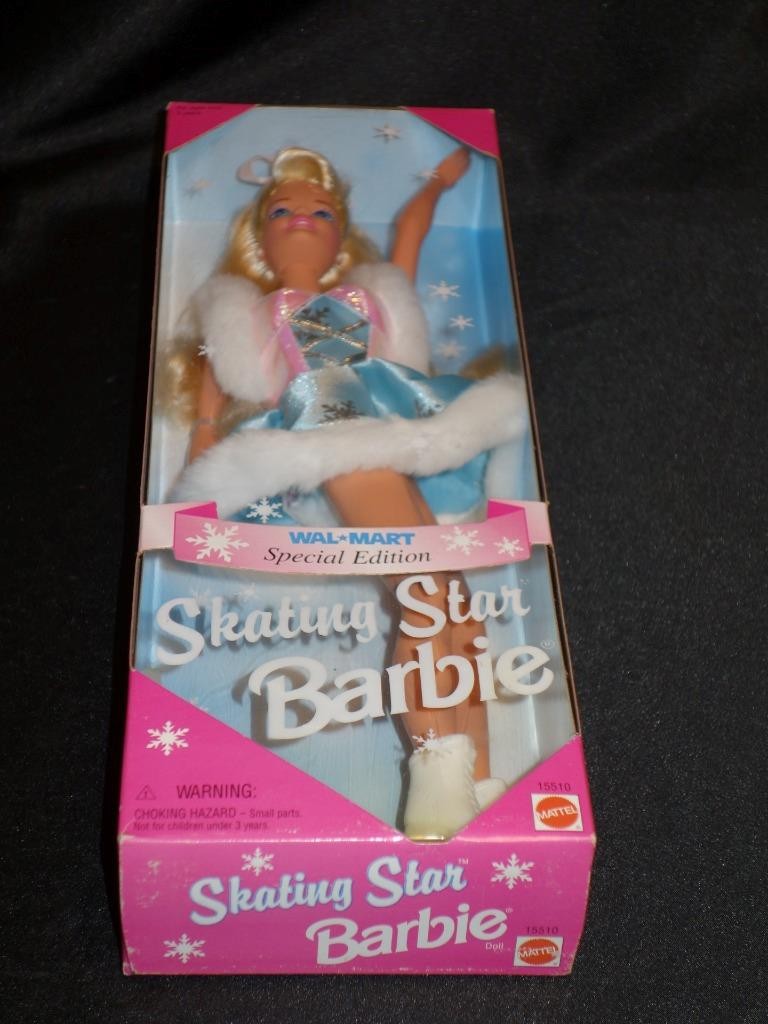 WAL★MART
Special Edition
Skating Star
Barbie®
WARNING:
CHOKING HAZARD – Small parts.
Not for children under 3 years.
15510
MATTEL
Skating Star™
Barbie®
Doll
15510
MATTEL